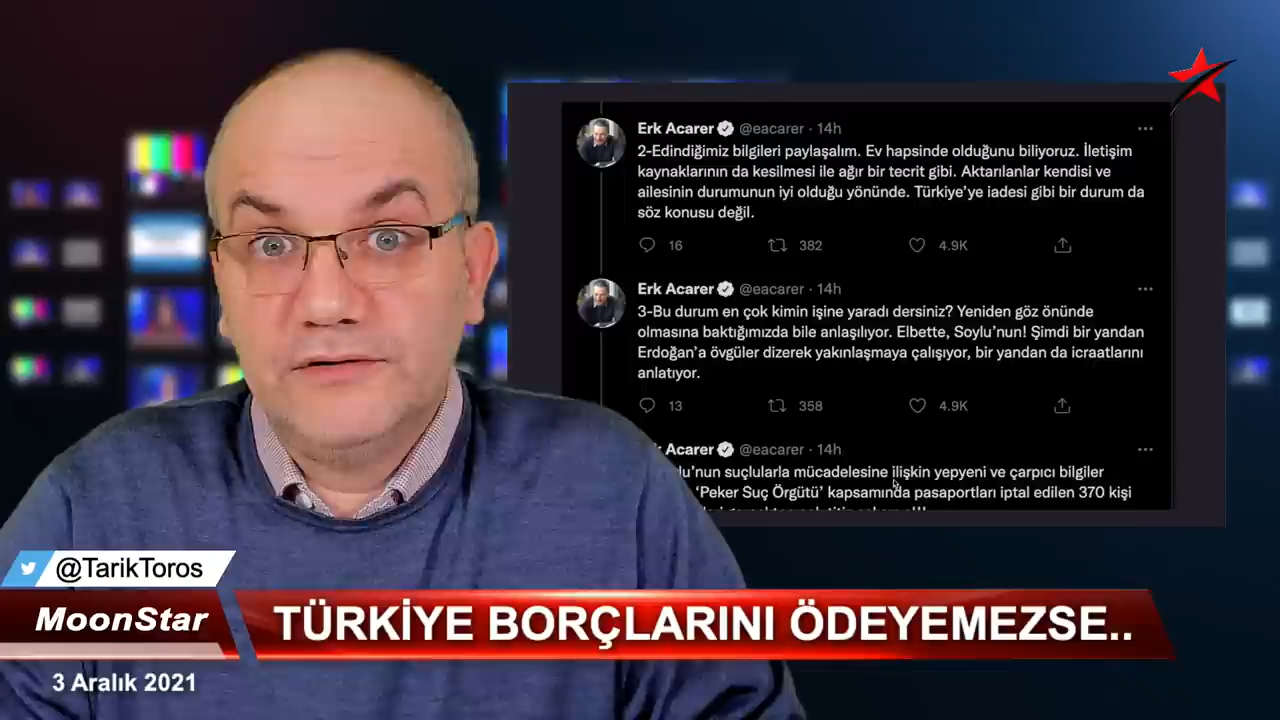 Erk Acarer @eacarer · 14h
2-Edindiğimiz bilgileri paylaşalım. Ev hapsinde olduğunu biliyoruz. İletişim
kaynaklarının da kesilmesi ile ağır bir tecrit gibi. Aktarılanlar kendisi ve
ailesinin durumunun iyi olduğu yönünde. Türkiye'ye iadesi gibi bir durum da
söz konusu değil.
16 382 4.9K
Erk Acarer @eacarer · 14h
3-Bu durum en çok kimin işine yaradı dersiniz? Yeniden göz önünde
olmasına baktığımızda bile anlaşılıyor. Elbette, Soylu'nun! Şimdi bir yandan
Erdoğan'a övgüler dizerek yakınlaşmaya çalışıyor, bir yandan da icraatlarını
anlatıyor.
13 358 4.9K
Acarer @eacarer · 14h
suçlularla mücadelesine ilişkin yepyeni ve çarpıcı bilgiler
'Peker Suç Örgütü' kapsamında pasaportları iptal edilen 370 kişi
@TarikToros
MoonStar
TÜRKİYE BORÇLARINI ÖDEYEMEZSE..
3 Aralık 2021